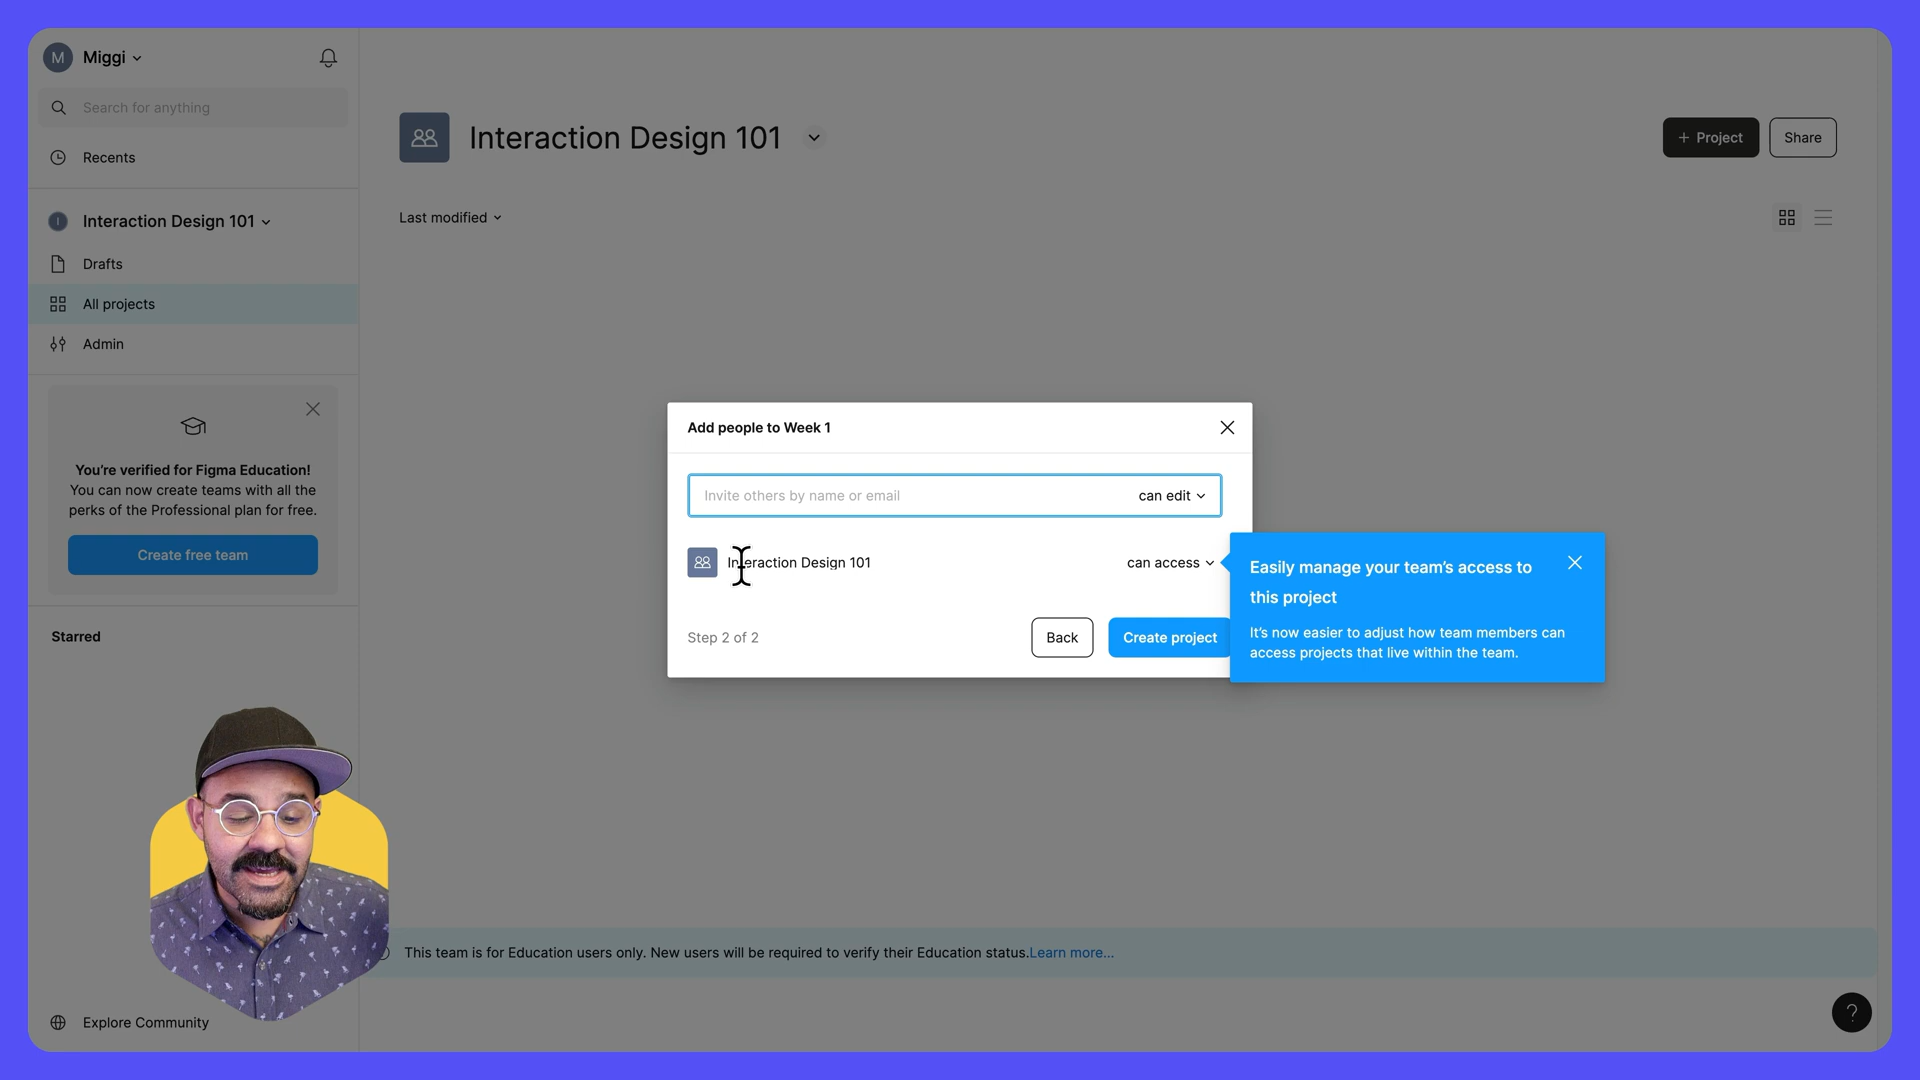 M Miggi
Search for anything
Recents
Interaction Design 101
+ Project
Share
I Interaction Design 101
Last modified
Drafts
All projects
Admin
You're verified for Figma Education!
You can now create teams with all the
perks of the Professional plan for free.
Create free team
Starred
Explore Community
Add people to Week 1
Invite others by name or email
can edit
Interaction Design 101
can access
Step 2 of 2
Back
Create project
Easily manage your team's access to
this project
It's now easier to adjust how team members can
access projects that live within the team.
This team is for Education users only. New users will be required to verify their Education status.Learn more...
?